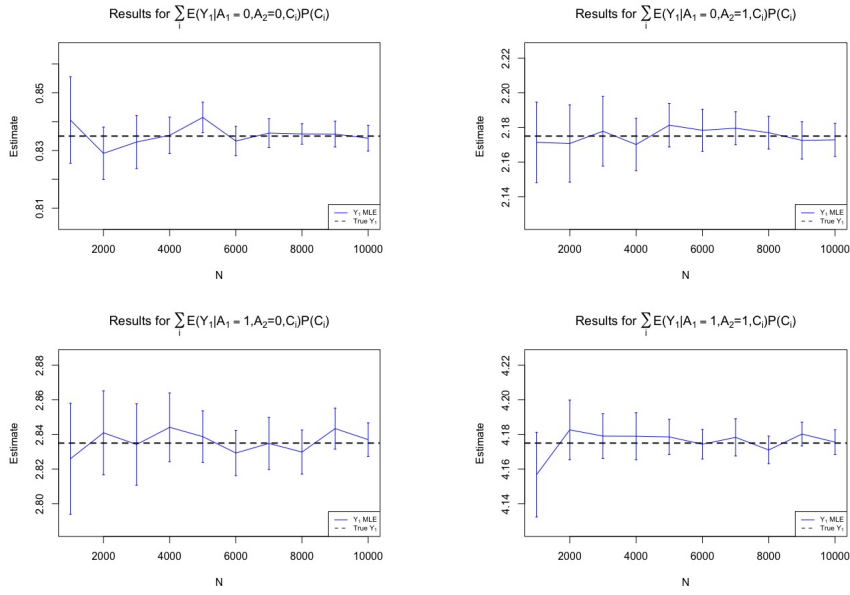 Results for ∑ᵢ E(Y₁|A₁ = 0,A₂=0,Cᵢ)P(Cᵢ)
0.85
0.83
0.81
Estimate
Y₁ MLE
True Y₁
2000 4000 6000 8000 10000
N
Results for ∑ᵢ E(Y₁|A₁ = 0,A₂=1,Cᵢ)P(Cᵢ)
2.22
2.20
2.18
2.16
2.14
Estimate
Y₁ MLE
True Y₁
2000 4000 6000 8000 10000
N
Results for ∑ᵢ E(Y₁|A₁ = 1,A₂=0,Cᵢ)P(Cᵢ)
2.88
2.86
2.84
2.82
2.80
Estimate
Y₁ MLE
True Y₁
2000 4000 6000 8000 10000
N
Results for ∑ᵢ E(Y₁|A₁ = 1,A₂=1,Cᵢ)P(Cᵢ)
4.22
4.20
4.18
4.16
4.14
Estimate
Y₁ MLE
True Y₁
2000 4000 6000 8000 10000
N